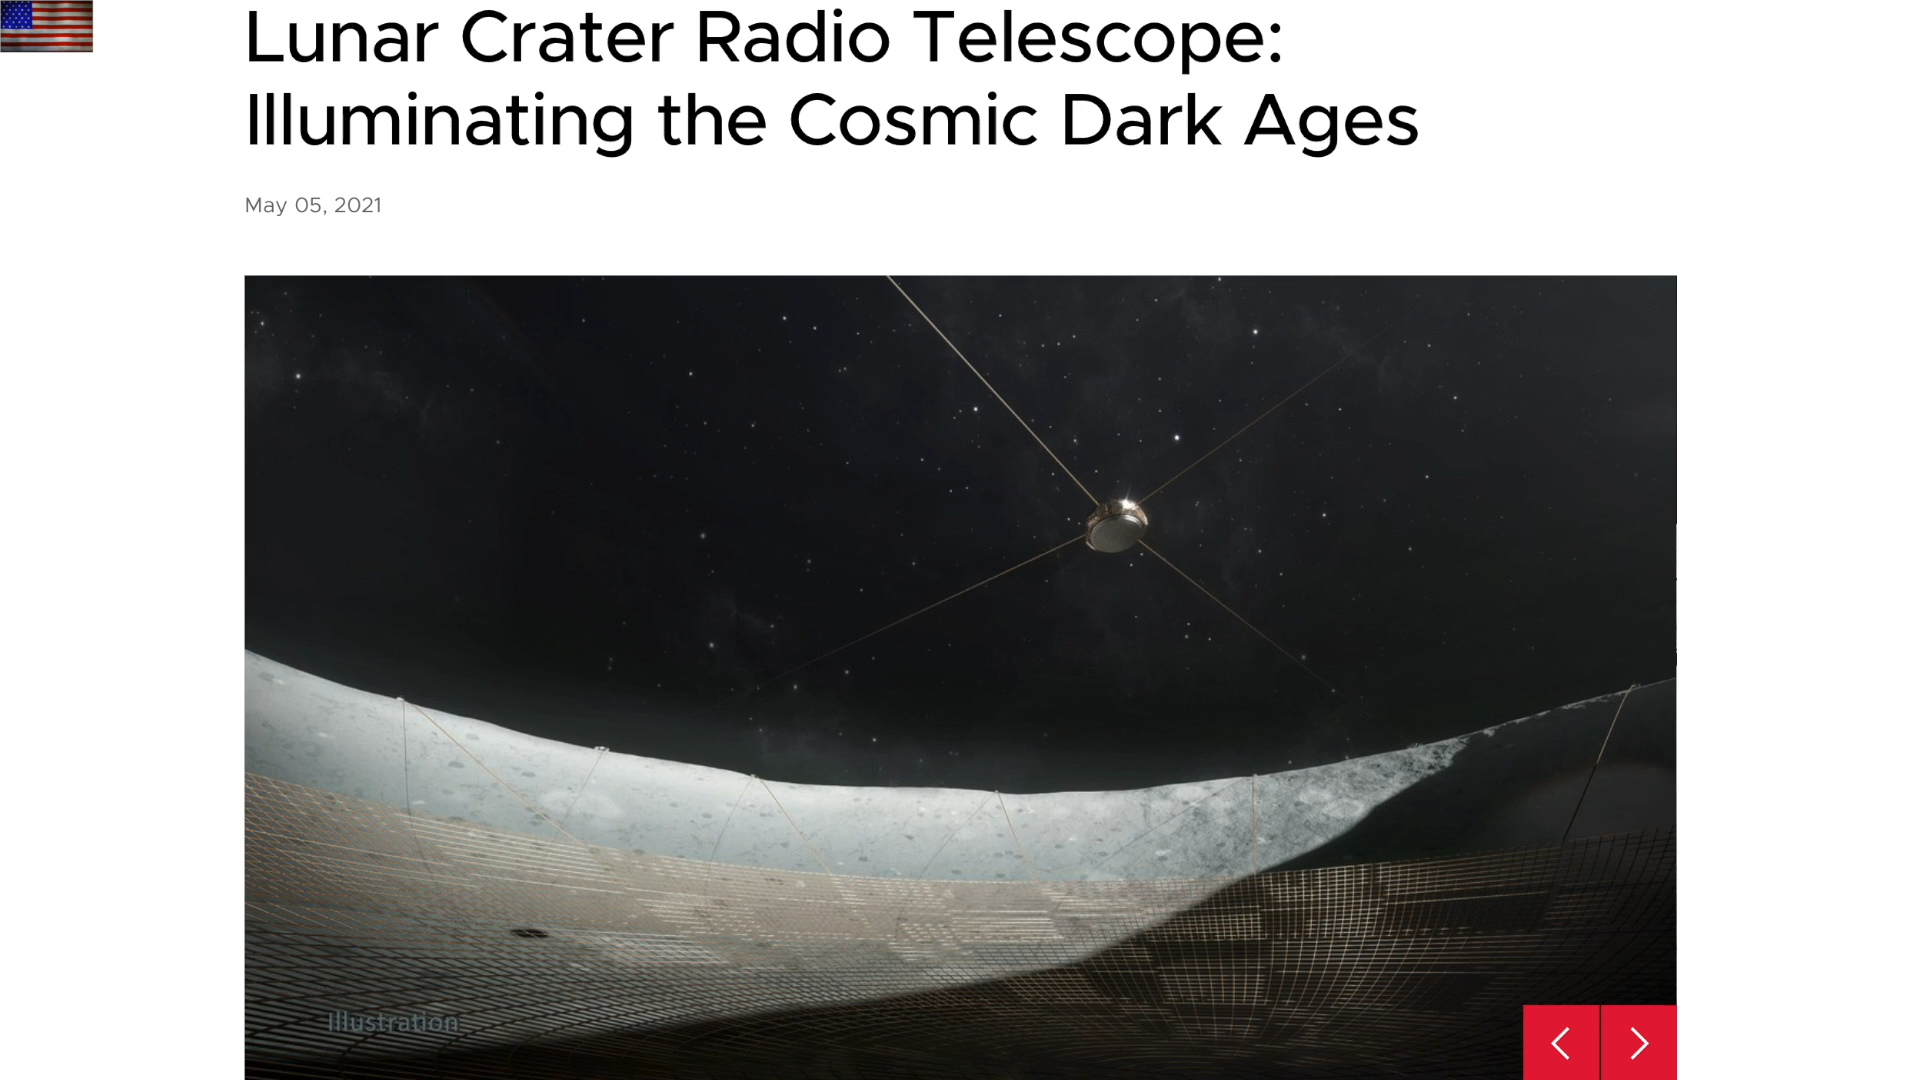 Lunar Crater Radio Telescope:
Illuminating the Cosmic Dark Ages
May 05, 2021
Illustration